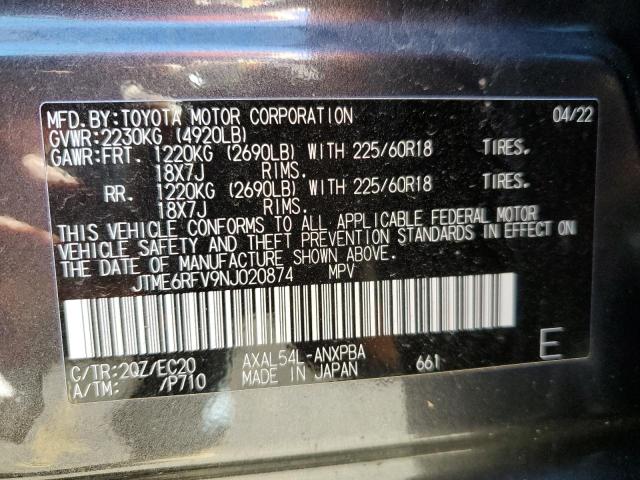 MFD. BY: TOYOTA MOTOR CORPORATION 04/22
GVWR: 2230KG (4920LB)
GAWR: FRT. 1220KG (2690LB) WITH 225/60R18 TIRES.
18X7J RIMS.
RR. 1220KG (2690LB) WITH 225/60R18 TIRES.
18X7J RIMS.
THIS VEHICLE CONFORMS TO ALL APPLICABLE FEDERAL MOTOR
VEHICLE SAFETY AND THEFT PREVENTION STANDARDS IN EFFECT ON
THE DATE OF MANUFACTURE SHOWN ABOVE.
JTME6RFV9NJ020874 MPV
C/TR: 2QZ/EC20 AXAL54L-ANXPBA 661 E
A/TM: /P710 MADE IN JAPAN